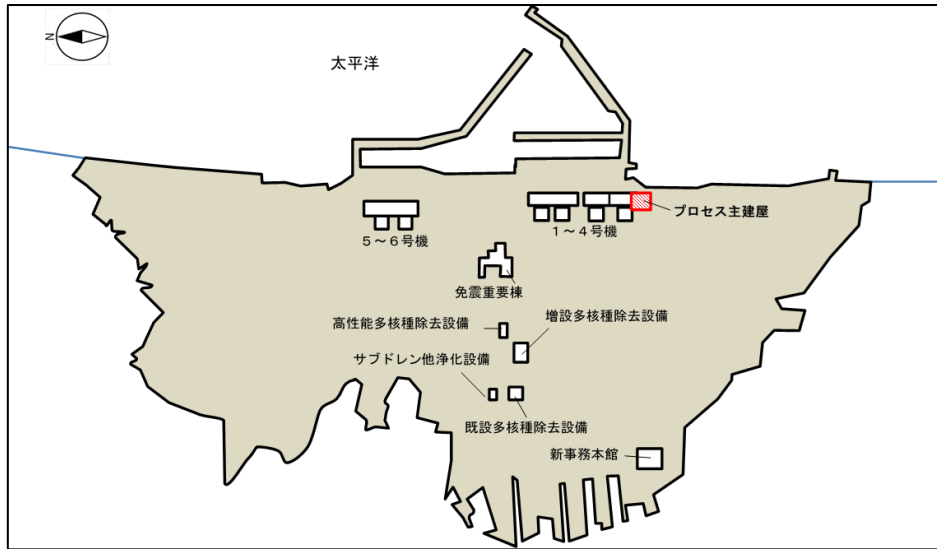 N
太平洋
プロセス主建屋
5～6号機
1～4号機
免震重要棟
高性能多核種除去設備
増設多核種除去設備
サブドレン他浄化設備
既設多核種除去設備
新事務本館